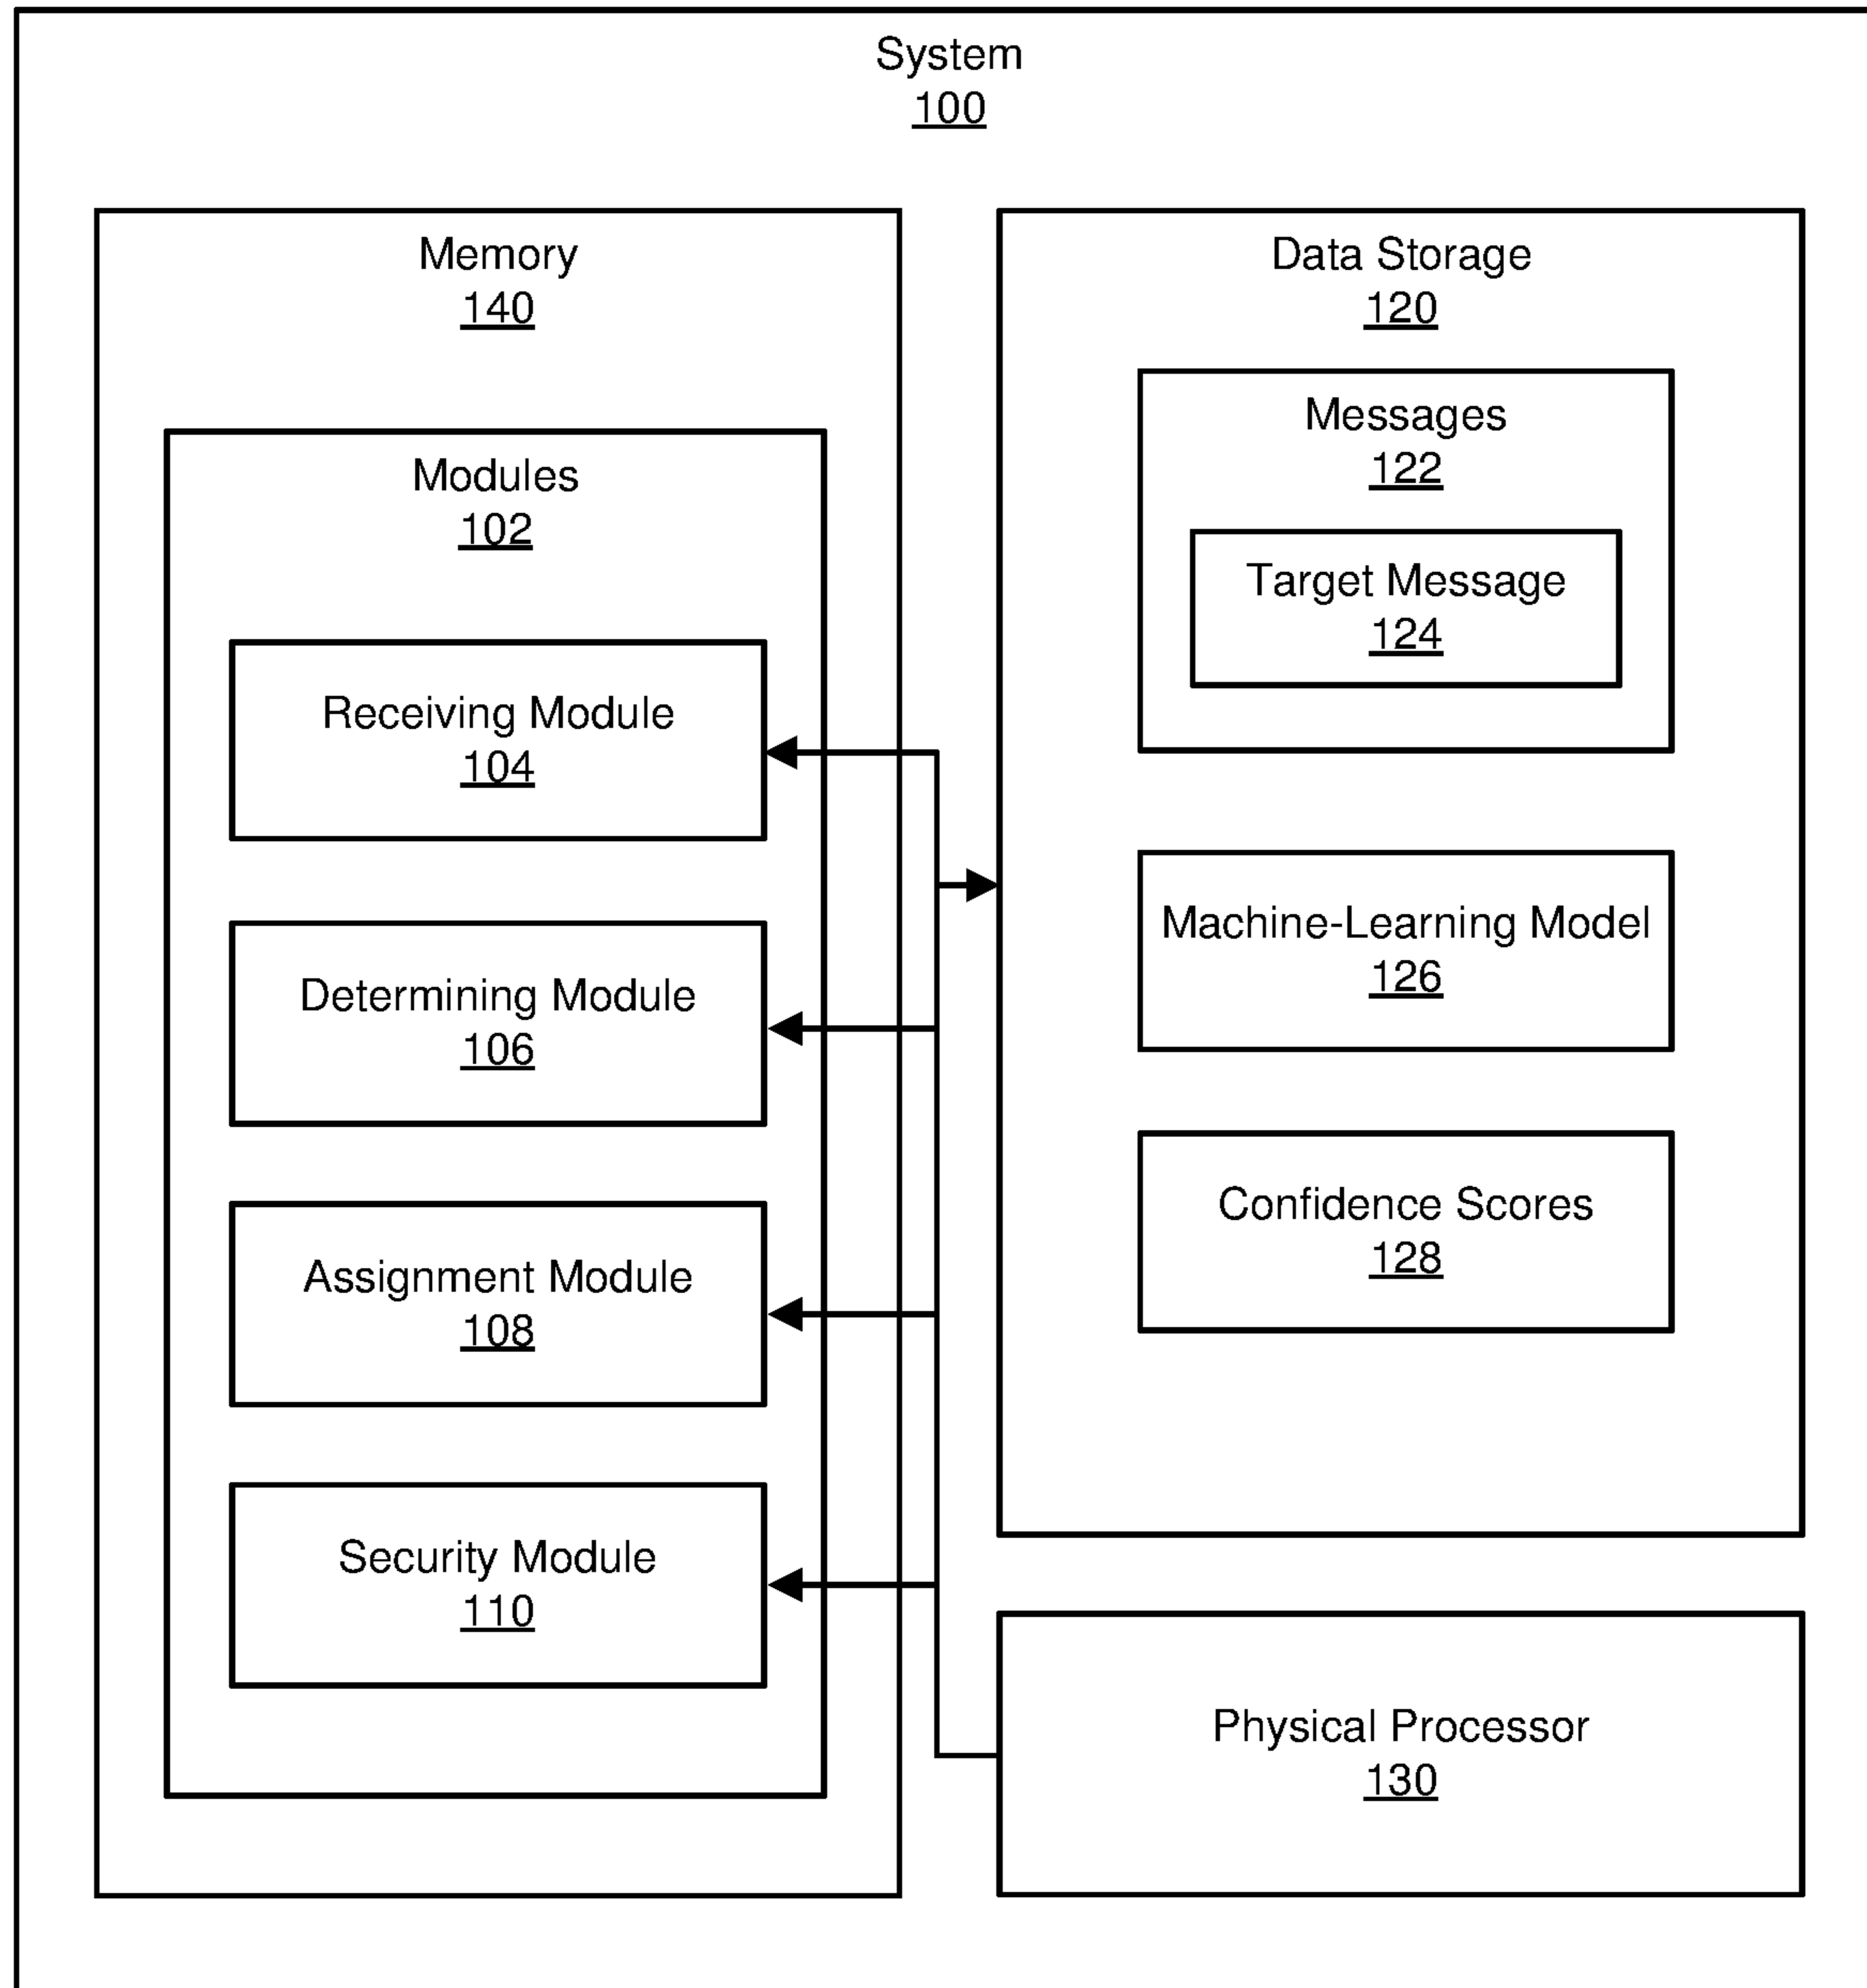 System
100
Memory
140
Modules
102
Receiving Module
104
Determining Module
106
Assignment Module
108
Security Module
110
Data Storage
120
Messages
122
Target Message
124
Machine-Learning Model
126
Confidence Scores
128
Physical Processor
130